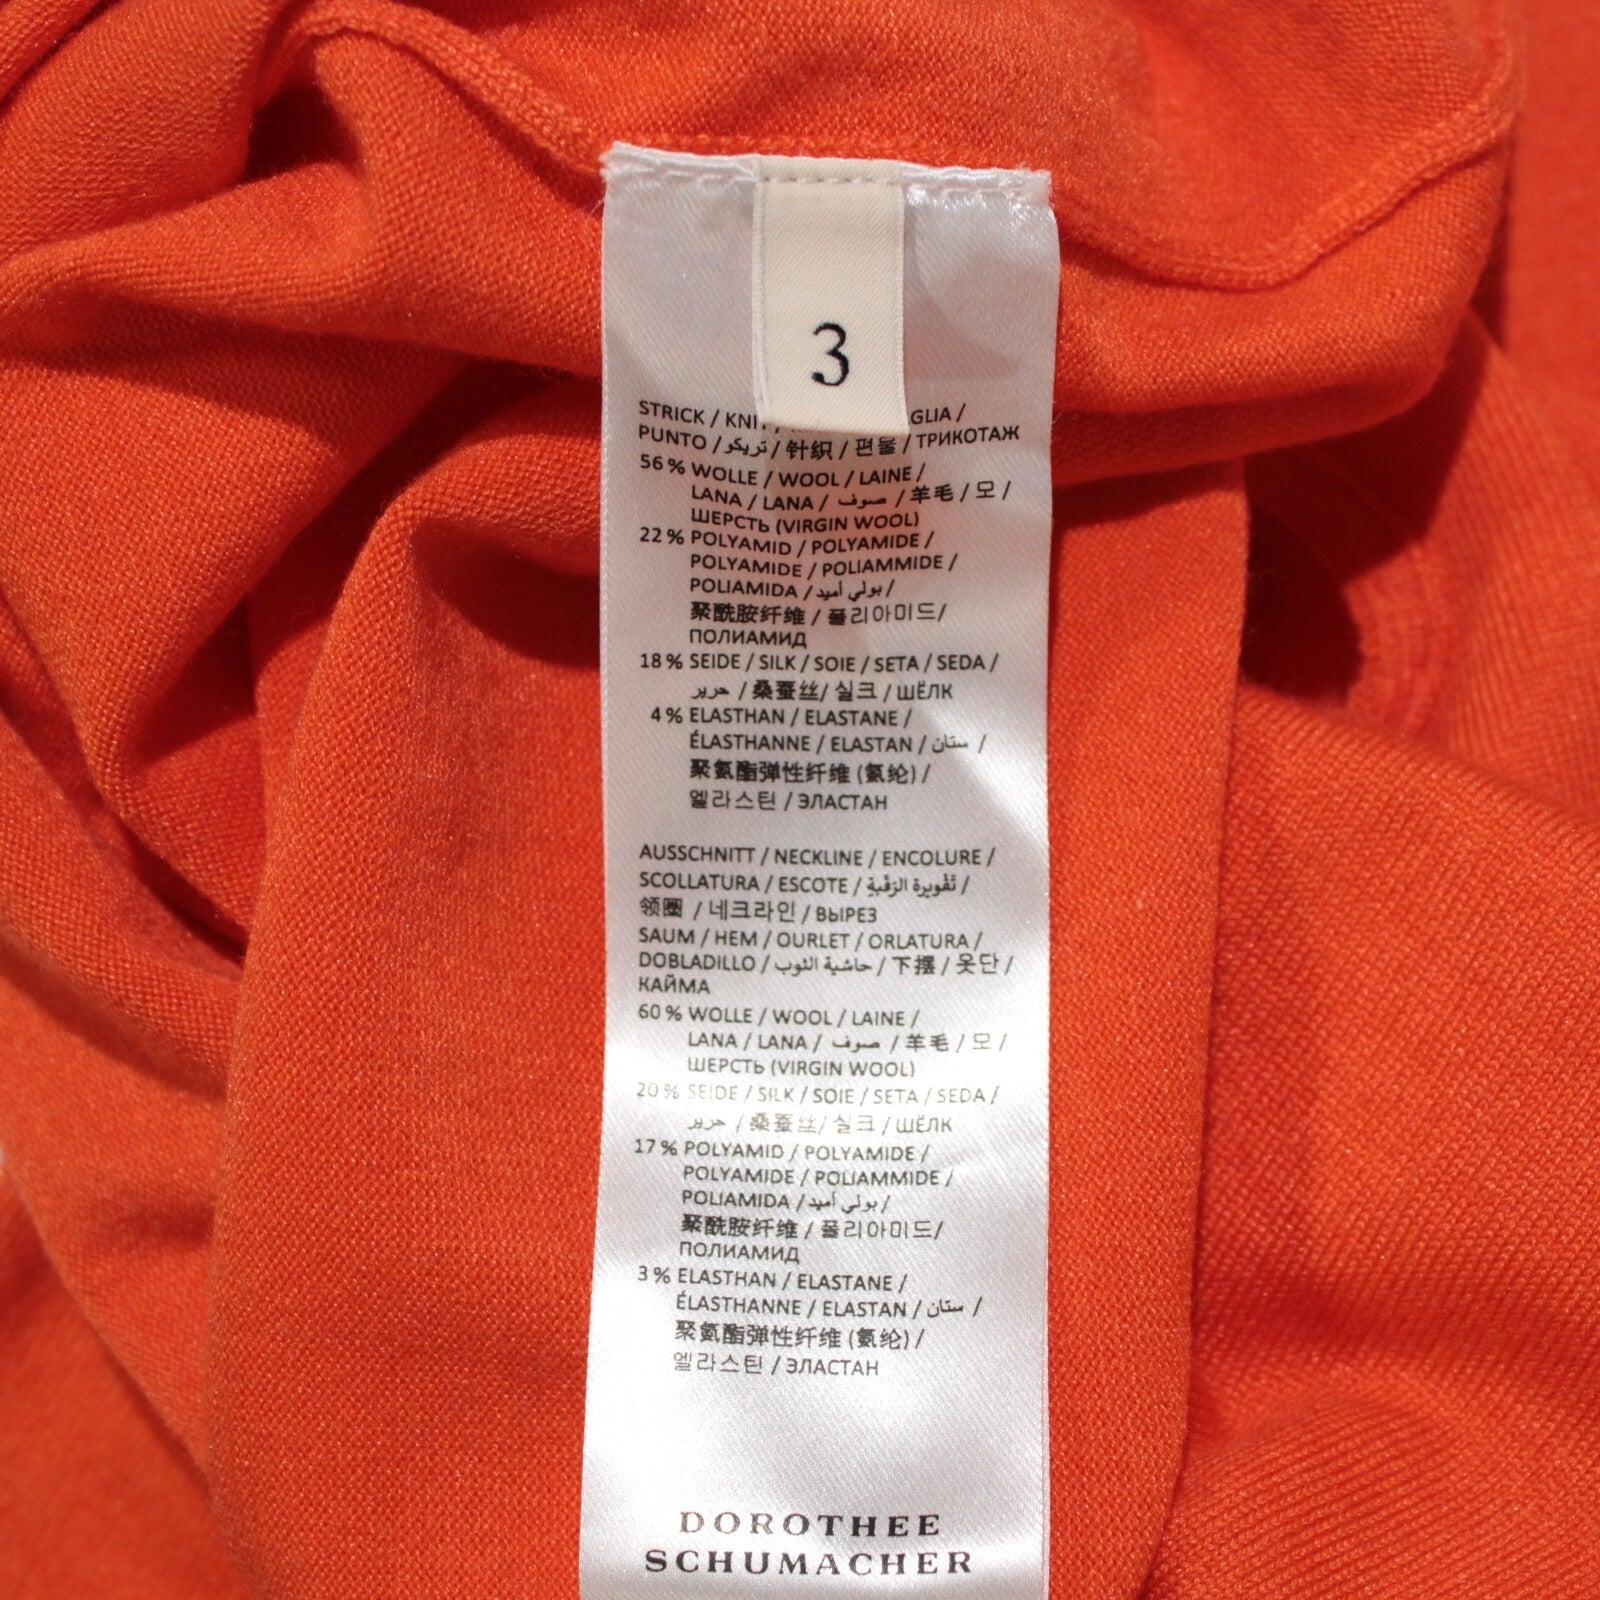 3
STRICK / KNIT GLIA /
PUNTO / تريكو / 针织 / 편물 / ТРИКОТАЖ
56 % WOLLE / WOOL / LAINE /
LANA / LANA / صوف / 羊毛 / 모 /
ШЕРСТЬ (VIRGIN WOOL)
22 % POLYAMID / POLYAMIDE /
POLYAMIDE / POLIAMMIDE /
POLIAMIDA / بولي أميد /
聚酰胺纤维 / 폴리아미드/
ПОЛИАМИД
18 % SEIDE / SILK / SOIE / SETA / SEDA /
حرير / 桑蚕丝/ 실크 / ШЁЛК
4 % ELASTHAN / ELASTANE /
ÉLASTHANNE / ELASTAN / ستان /
聚氨酯弹性纤维 (氨纶) /
엘라스틴 / ЭЛАСТАН
AUSSCHNITT / NECKLINE / ENCOLURE /
SCOLLATURA / ESCOTE / تَقْويرة الرَقَبَةِ /
领圈 / 네크라인 / ВЫРЕЗ
SAUM / HEM / OURLET / ORLATURA /
DOBLADILLO / حاشية الثوب / 下摆 / 옷단 /
КАЙМА
60 % WOLLE / WOOL / LAINE /
LANA / LANA / صوف / 羊毛 / 모 /
ШЕРСТЬ (VIRGIN WOOL)
20 % SEIDE / SILK / SOIE / SETA / SEDA /
حرير / 桑蚕丝/ 실크 / ШЁЛК
17 % POLYAMID / POLYAMIDE /
POLYAMIDE / POLIAMMIDE /
POLIAMIDA / بولي أميد /
聚酰胺纤维 / 폴리아미드/
ПОЛИАМИД
3 % ELASTHAN / ELASTANE /
ÉLASTHANNE / ELASTAN / ستان /
聚氨酯弹性纤维 (氨纶) /
엘라스틴 / ЭЛАСТАН
DOROTHEE
SCHUMACHER